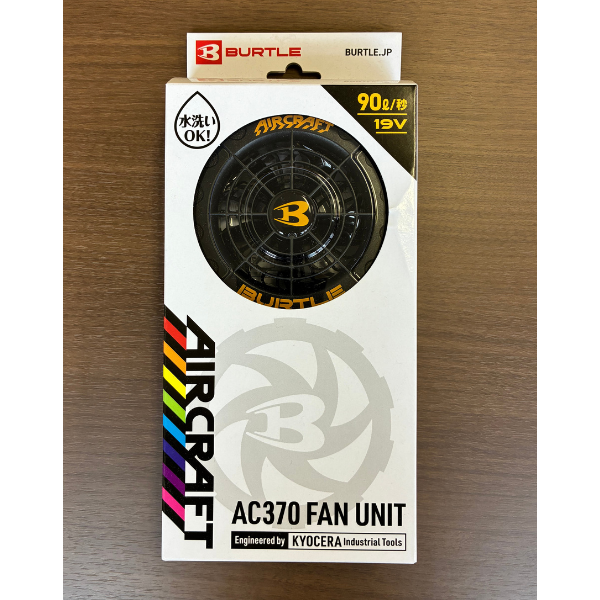 B BURTLE
BURTLE.JP
水洗い
OK!
90ℓ/秒
19V
AIRCRAFT
B
BURTLE
AIRCRAFT
B
AC370 FAN UNIT
Engineered by KYOCERA Industrial Tools